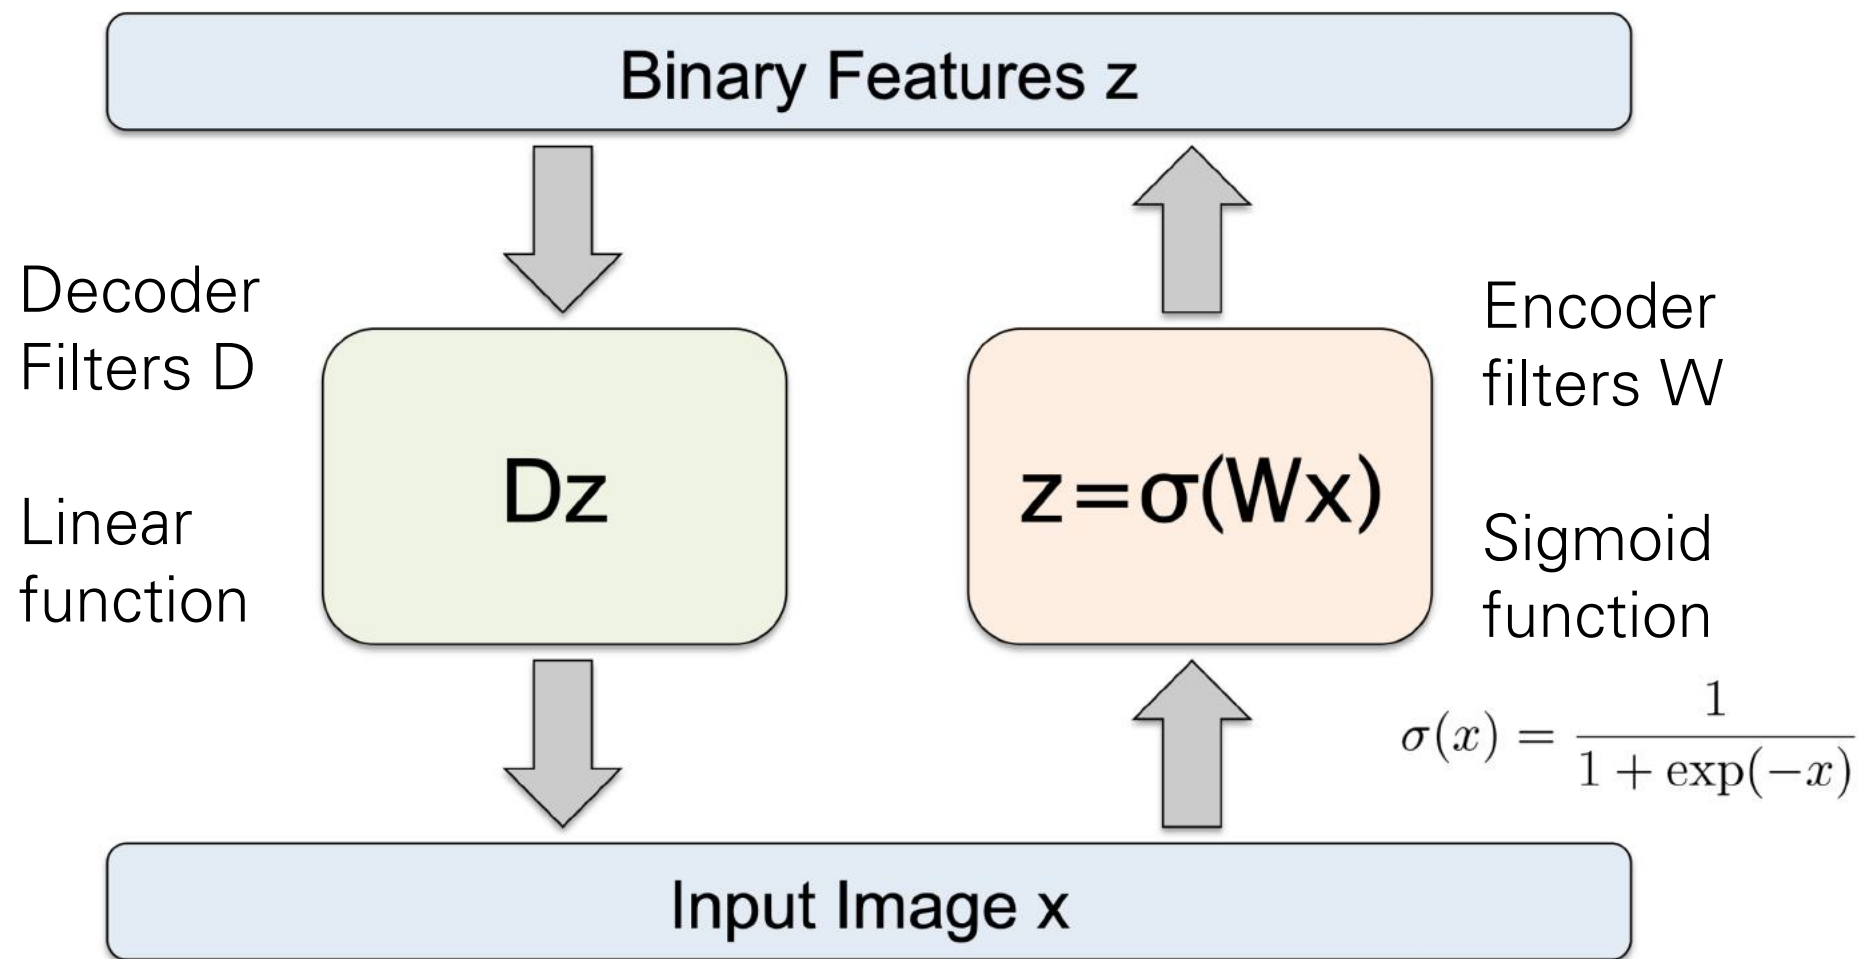 Binary Features z
Decoder
Filters D
Linear
function
Dz
z=σ(Wx)
Encoder
filters W
Sigmoid
function
σ(x) = 1 / (1 + exp(−x))
Input Image x